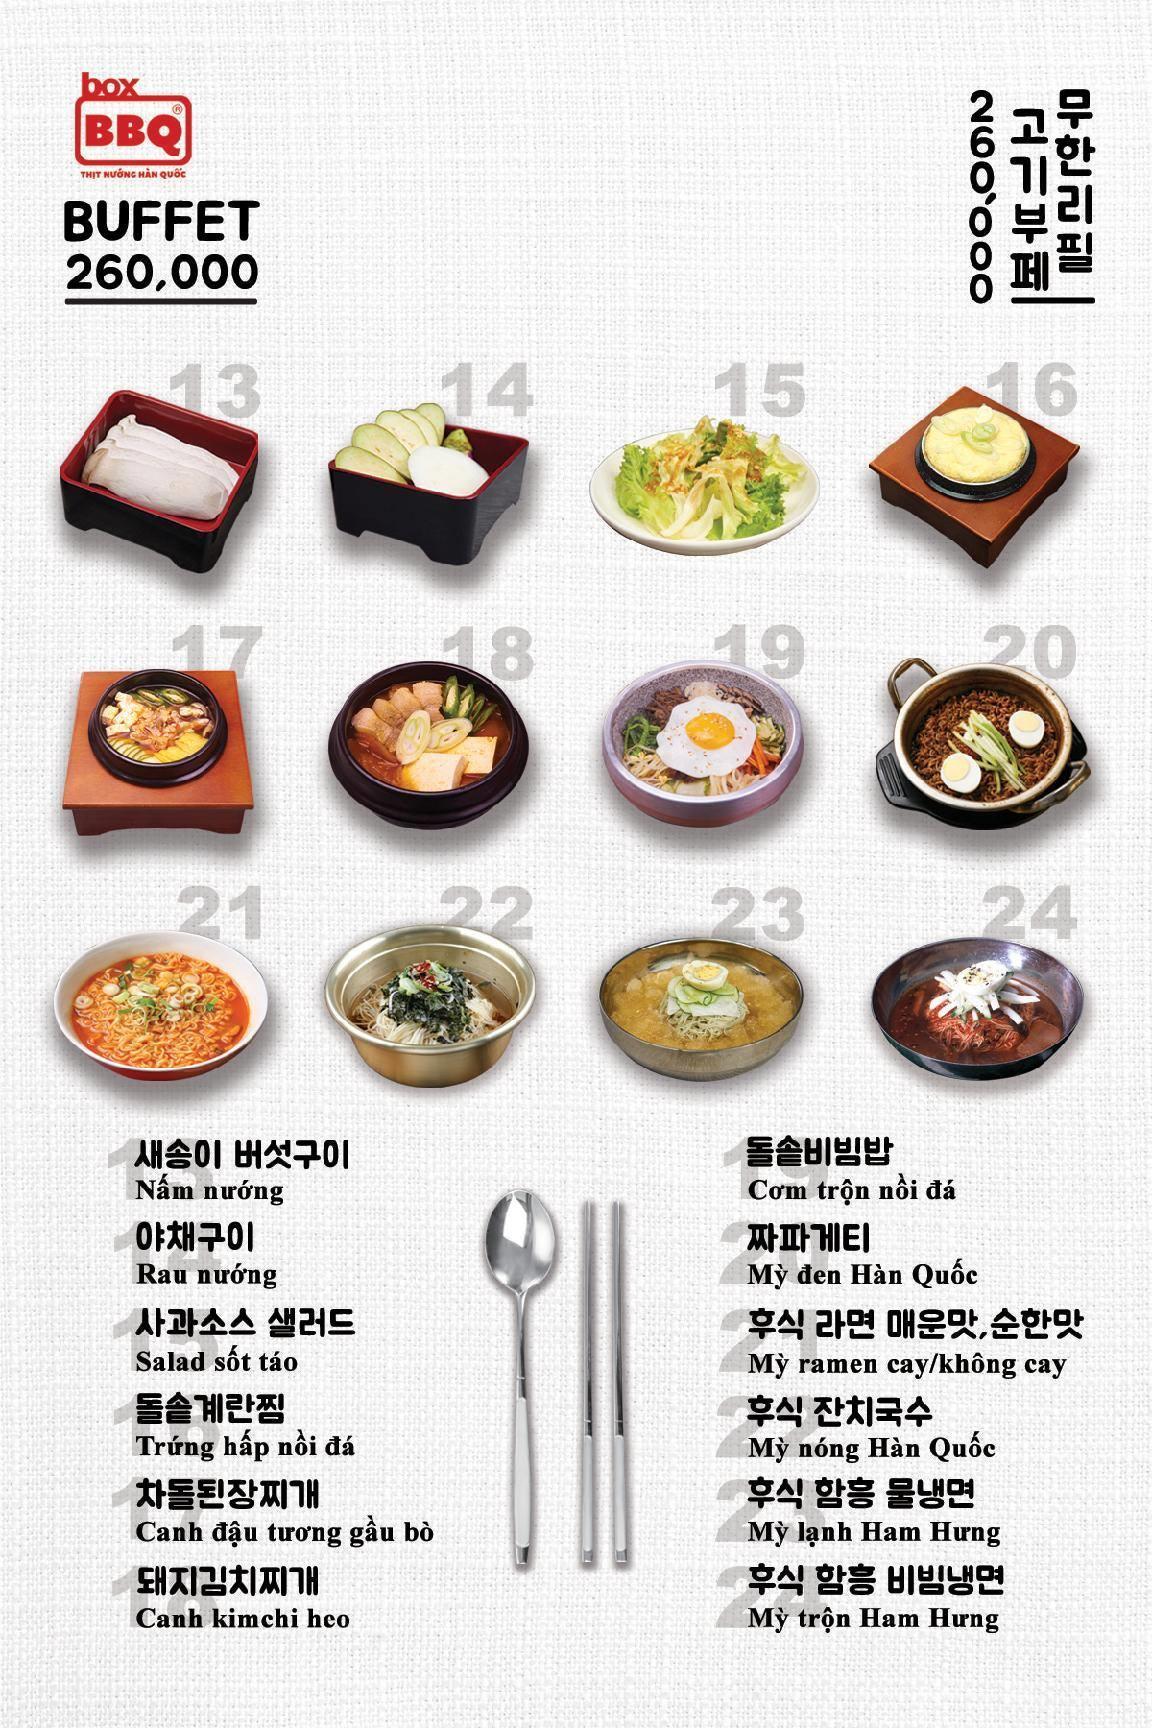 box
BBQ®
THỊT NƯỚNG HÀN QUỐC
BUFFET
260,000
무한리필
고기부페
260,000
13
14
15
16
17
18
19
20
21
22
23
24
13
새송이 버섯구이
Nấm nướng
14
야채구이
Rau nướng
15
사과소스 샐러드
Salad sốt táo
16
돌솥계란찜
Trứng hấp nồi đá
17
차돌된장찌개
Canh đậu tương gầu bò
18
돼지김치찌개
Canh kimchi heo
19
돌솥비빔밥
Cơm trộn nồi đá
20
짜파게티
Mỳ đen Hàn Quốc
21
후식 라면 매운맛,순한맛
Mỳ ramen cay/không cay
22
후식 잔치국수
Mỳ nóng Hàn Quốc
23
후식 함흥 물냉면
Mỳ lạnh Ham Hưng
24
후식 함흥 비빔냉면
Mỳ trộn Ham Hưng